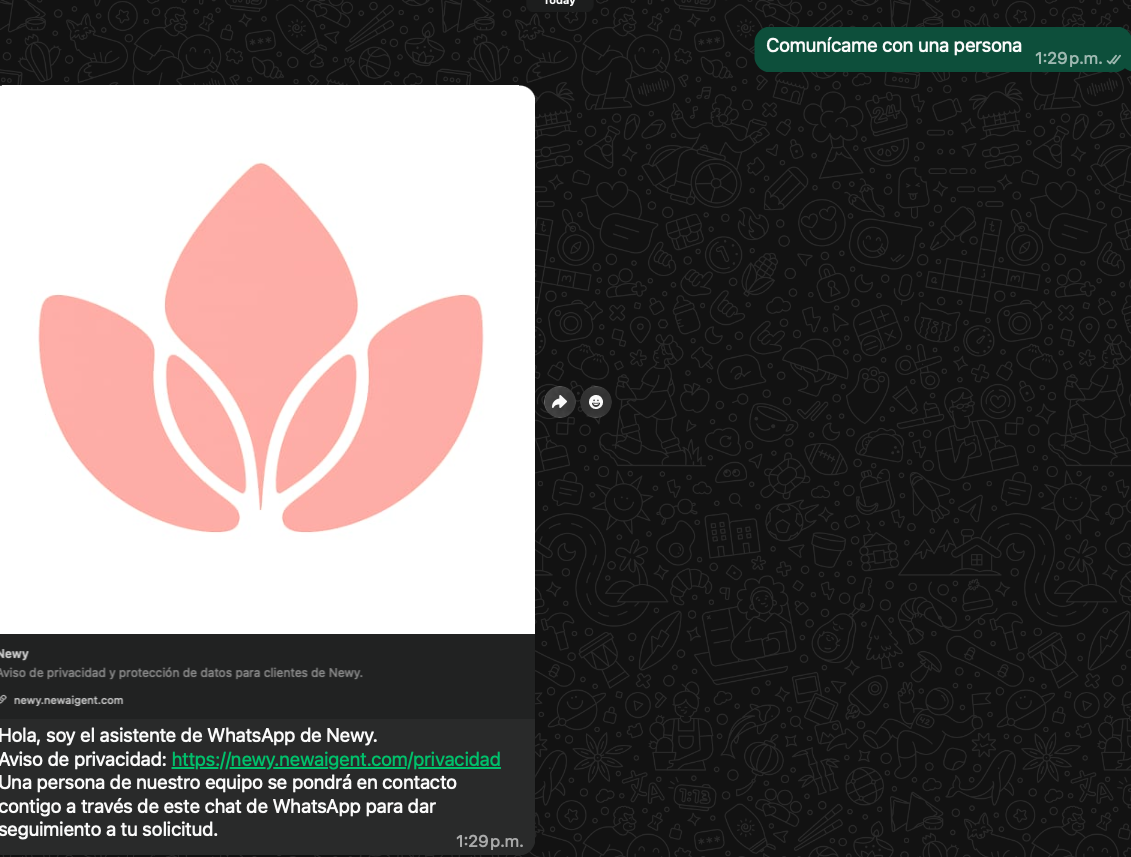 Today
Comunícame con una persona
1:29 p.m.
Newy
Aviso de privacidad y protección de datos para clientes de Newy.
newy.newaigent.com
Hola, soy el asistente de WhatsApp de Newy.
Aviso de privacidad: https://newy.newaigent.com/privacidad
Una persona de nuestro equipo se pondrá en contacto
contigo a través de este chat de WhatsApp para dar
seguimiento a tu solicitud.
1:29 p.m.